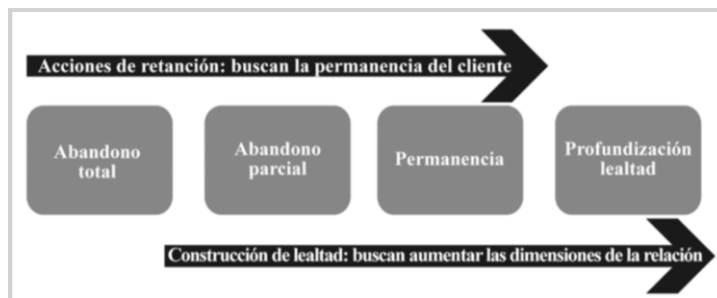 Acciones de retanción: buscan la permanencia del cliente
Abandono
total
Abandono
parcial
Permanencia
Profundización
lealtad
Construcción de lealtad: buscan aumentar las dimensiones de la relación